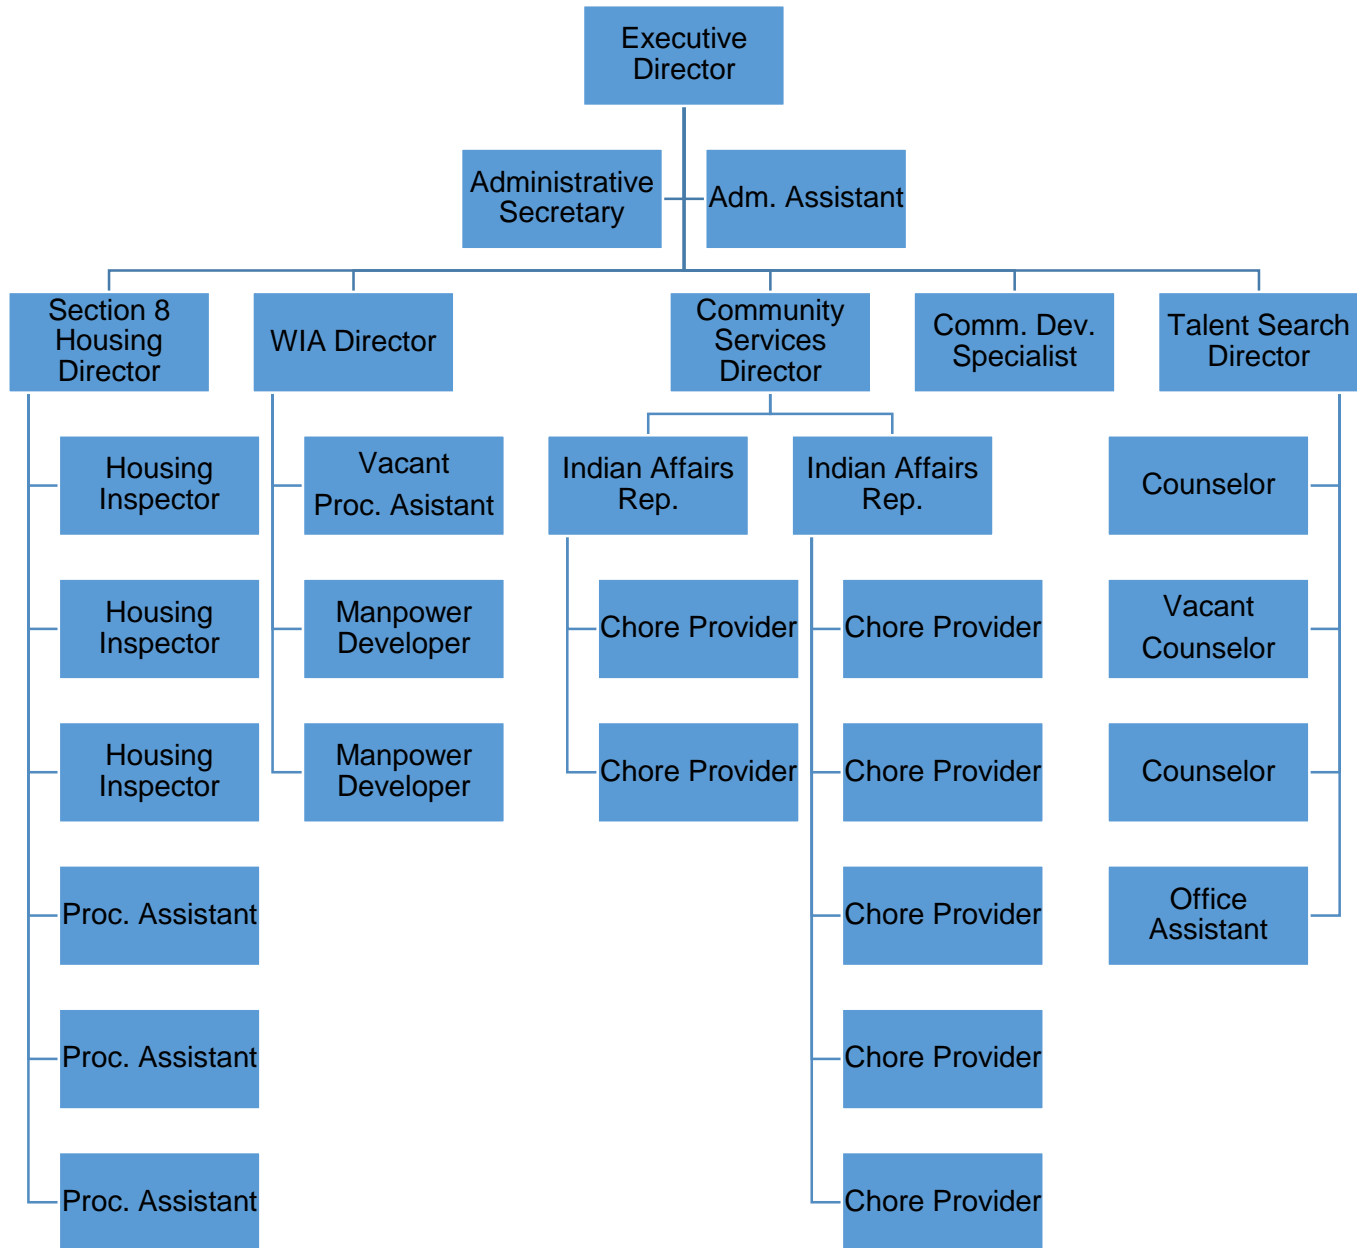 Executive
Director
Administrative
Secretary
Adm. Assistant
Section 8
Housing
Director
WIA Director
Community
Services
Director
Comm. Dev.
Specialist
Talent Search
Director
Housing
Inspector
Vacant
Proc. Asistant
Indian Affairs
Rep.
Indian Affairs
Rep.
Counselor
Housing
Inspector
Manpower
Developer
Chore Provider
Chore Provider
Vacant
Counselor
Housing
Inspector
Manpower
Developer
Chore Provider
Chore Provider
Counselor
Proc. Assistant
Chore Provider
Office
Assistant
Proc. Assistant
Chore Provider
Proc. Assistant
Chore Provider